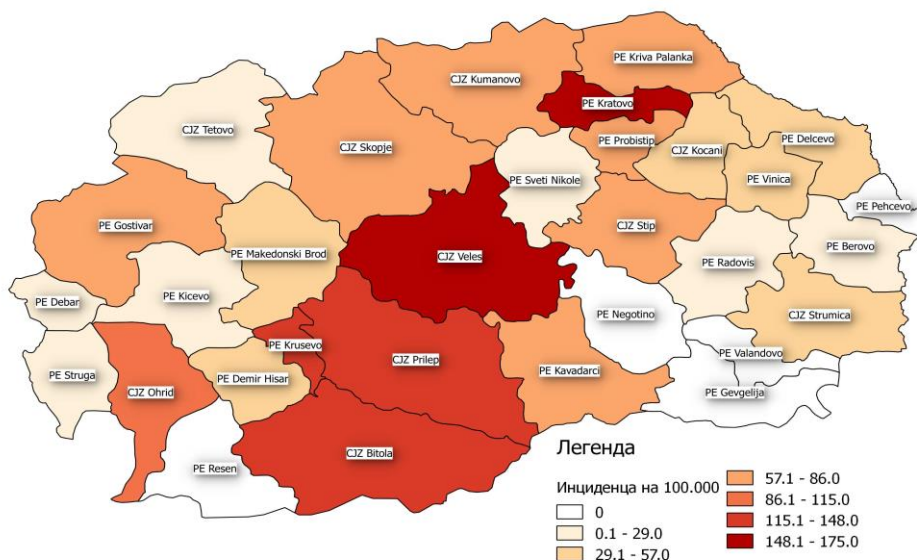 PE Kriva Palanka
CJZ Kumanovo
PE Kratovo
CJZ Tetovo
CJZ Skopje
PE Probistip
CJZ Kocani
PE Delcevo
PE Sveti Nikole
PE Vinica
PE Pehcevo
PE Gostivar
CJZ Stip
PE Makedonski Brod
CJZ Veles
PE Berovo
PE Radovis
PE Debar
PE Kicevo
PE Negotino
CJZ Strumica
PE Krusevo
CJZ Prilep
PE Valandovo
PE Struga
PE Demir Hisar
PE Kavadarci
CJZ Ohrid
PE Gevgelija
CJZ Bitola
PE Resen
Легенда
Инциденца на 100.000
0
0.1 - 29.0
29.1 - 57.0
57.1 - 86.0
86.1 - 115.0
115.1 - 148.0
148.1 - 175.0